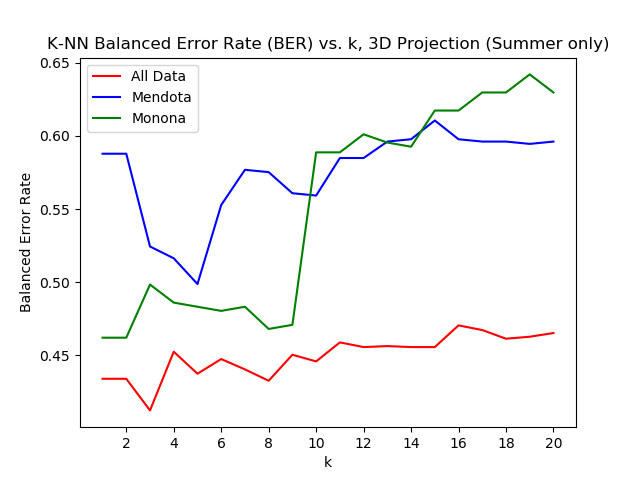 K-NN Balanced Error Rate (BER) vs. k, 3D Projection (Summer only)
All Data
Mendota
Monona
Balanced Error Rate
0.65
0.60
0.55
0.50
0.45
2 4 6 8 10 12 14 16 18 20
k